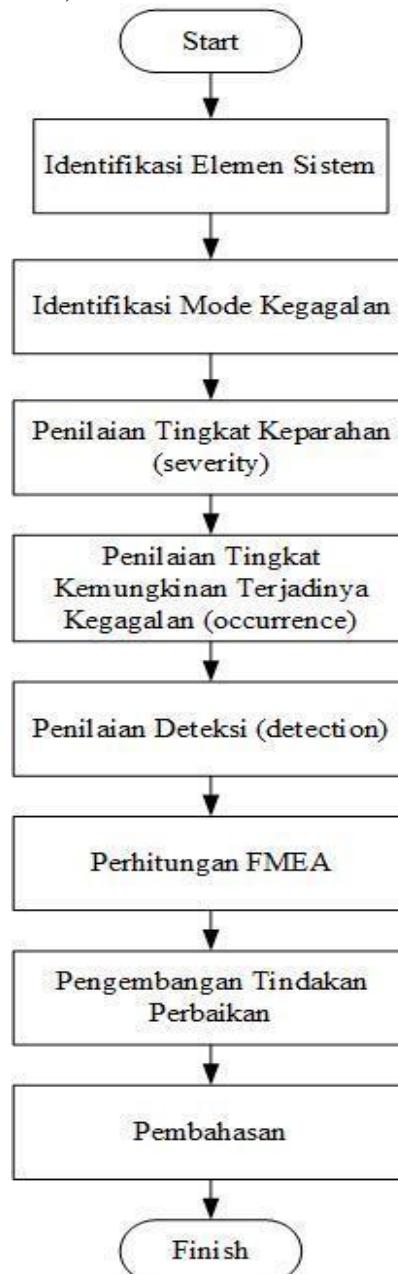 Start
Identifikasi Elemen Sistem
Identifikasi Mode Kegagalan
Penilaian Tingkat Keparahan
(severity)
Penilaian Tingkat
Kemungkinan Terjadinya
Kegagalan (occurrence)
Penilaian Deteksi (detection)
Perhitungan FMEA
Pengembangan Tindakan
Perbaikan
Pembahasan
Finish